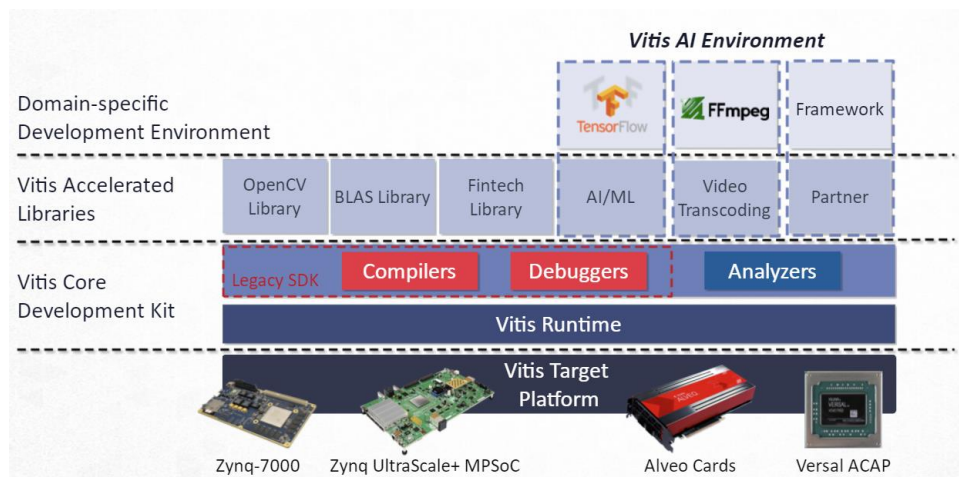 Vitis AI Environment
Domain-specific
Development Environment
TensorFlow
FFmpeg
Framework
Vitis Accelerated
Libraries
OpenCV
Library
BLAS Library
Fintech
Library
AI/ML
Video
Transcoding
Partner
Vitis Core
Development Kit
Legacy SDK
Compilers
Debuggers
Analyzers
Vitis Runtime
Vitis Target
Platform
ALVEO
VERSAL
Zynq-7000
Zynq UltraScale+ MPSoC
Alveo Cards
Versal ACAP